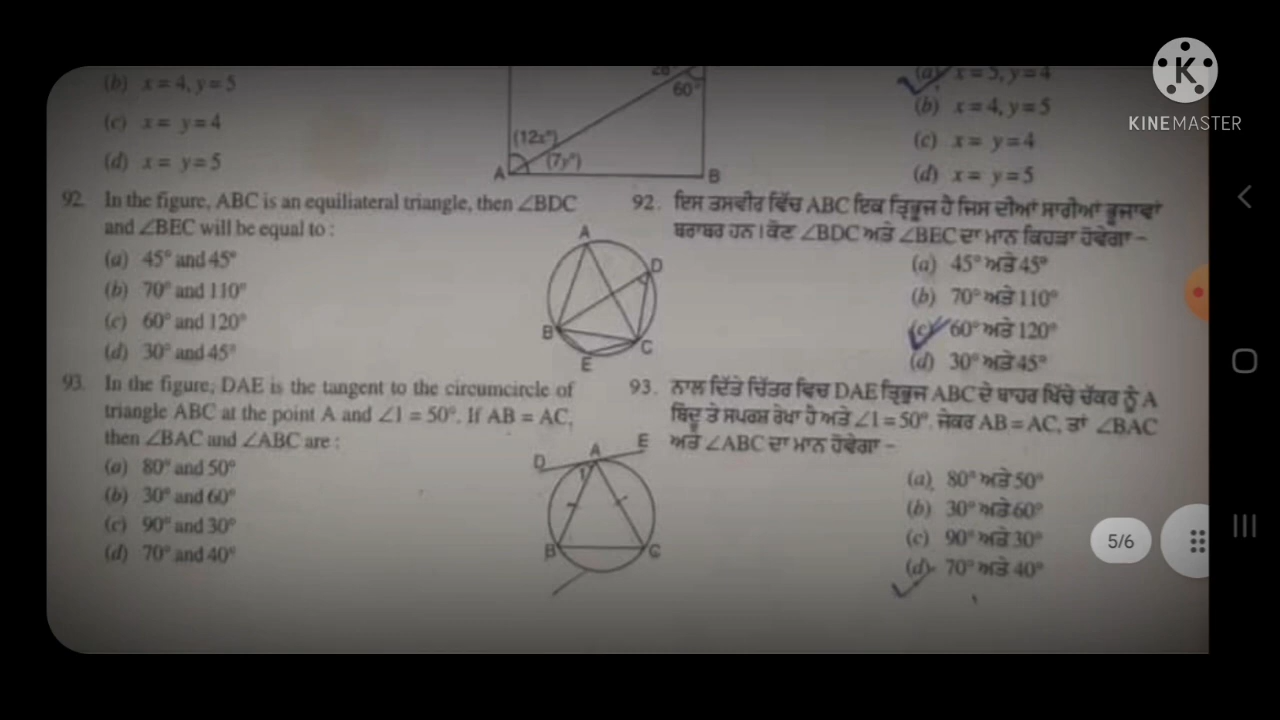 (b) x = 4, y = 5
(c) x = y = 4
(d) x = y = 5
60°
(12x°)
(7y°)
A
B
(a) x = 5, y = 4
(b) x = 4, y = 5
(c) x = y = 4
(d) x = y = 5
KINEMASTER
92. In the figure, ABC is an equiliateral triangle, then ∠BDC
and ∠BEC will be equal to :
(a) 45° and 45°
(b) 70° and 110°
(c) 60° and 120°
(d) 30° and 45°
A
D
B
C
E
92. ਇਸ ਤਸਵੀਰ ਵਿੱਚ ABC ਇਕ ਤ੍ਰਿਭੂਜ ਹੈ ਜਿਸ ਦੀਆਂ ਸਾਰੀਆਂ ਭੂਜਾਵਾਂ
ਬਰਾਬਰ ਹਨ। ਕੋਣ ∠BDC ਅਤੇ ∠BEC ਦਾ ਮਾਨ ਕਿਹੜਾ ਹੋਵੇਗਾ –
(a) 45° ਅਤੇ 45°
(b) 70° ਅਤੇ 110°
(c) 60° ਅਤੇ 120°
(d) 30° ਅਤੇ 45°
93. In the figure, DAE is the tangent to the circumcircle of
triangle ABC at the point A and ∠1 = 50°. If AB = AC,
then ∠BAC and ∠ABC are :
(a) 80° and 50°
(b) 30° and 60°
(c) 90° and 30°
(d) 70° and 40°
D
A
E
1
B
C
93. ਨਾਲ ਦਿੱਤੇ ਚਿੱਤਰ ਵਿਚ DAE ਤ੍ਰਿਭੂਜ ABC ਦੇ ਬਾਹਰ ਖਿੱਚੇ ਚੱਕਰ ਨੂੰ A
ਬਿੰਦੂ ਤੇ ਸਪਰਸ਼ ਰੇਖਾ ਹੈ ਅਤੇ ∠1 = 50°. ਜੇਕਰ AB = AC, ਤਾਂ ∠BAC
ਅਤੇ ∠ABC ਦਾ ਮਾਨ ਹੋਵੇਗਾ –
(a) 80° ਅਤੇ 50°
(b) 30° ਅਤੇ 60°
(c) 90° ਅਤੇ 30°
(d) 70° ਅਤੇ 40°
5/6